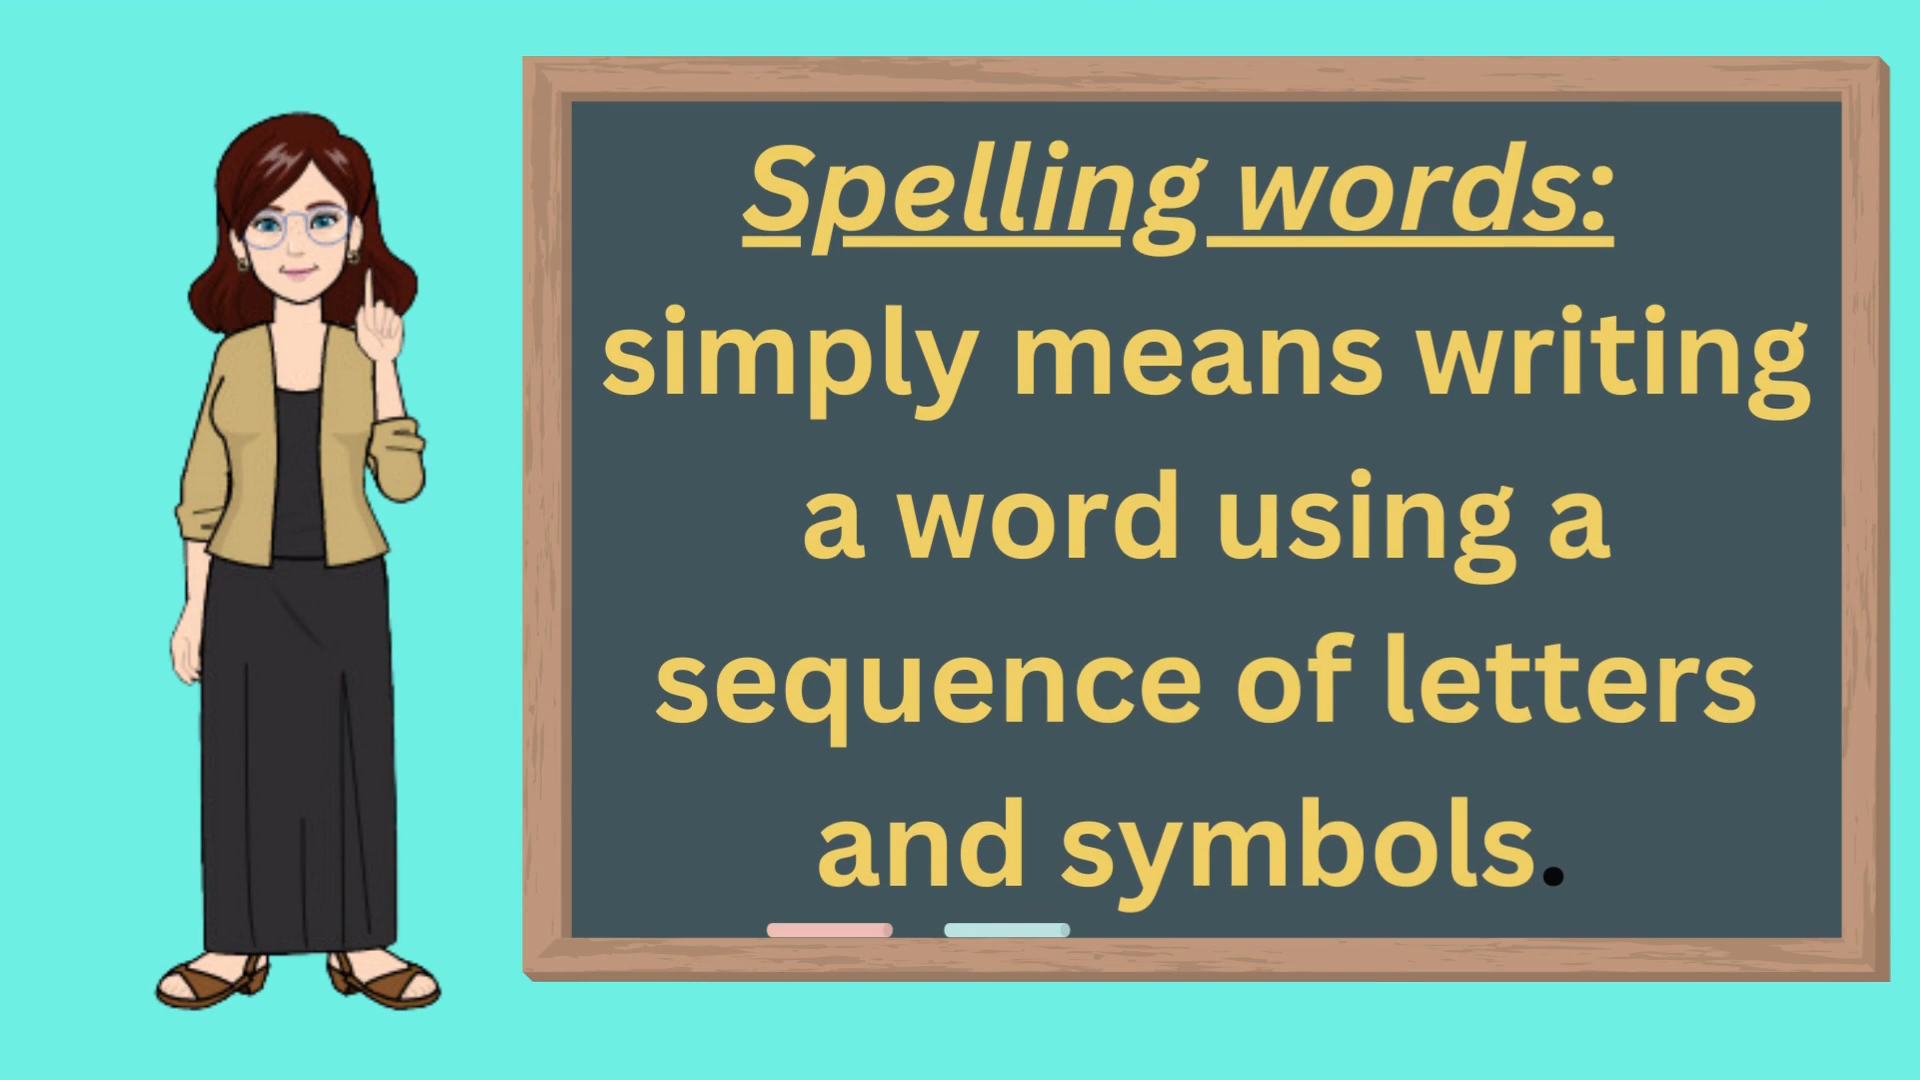 Spelling words:
simply means writing
a word using a
sequence of letters
and symbols.